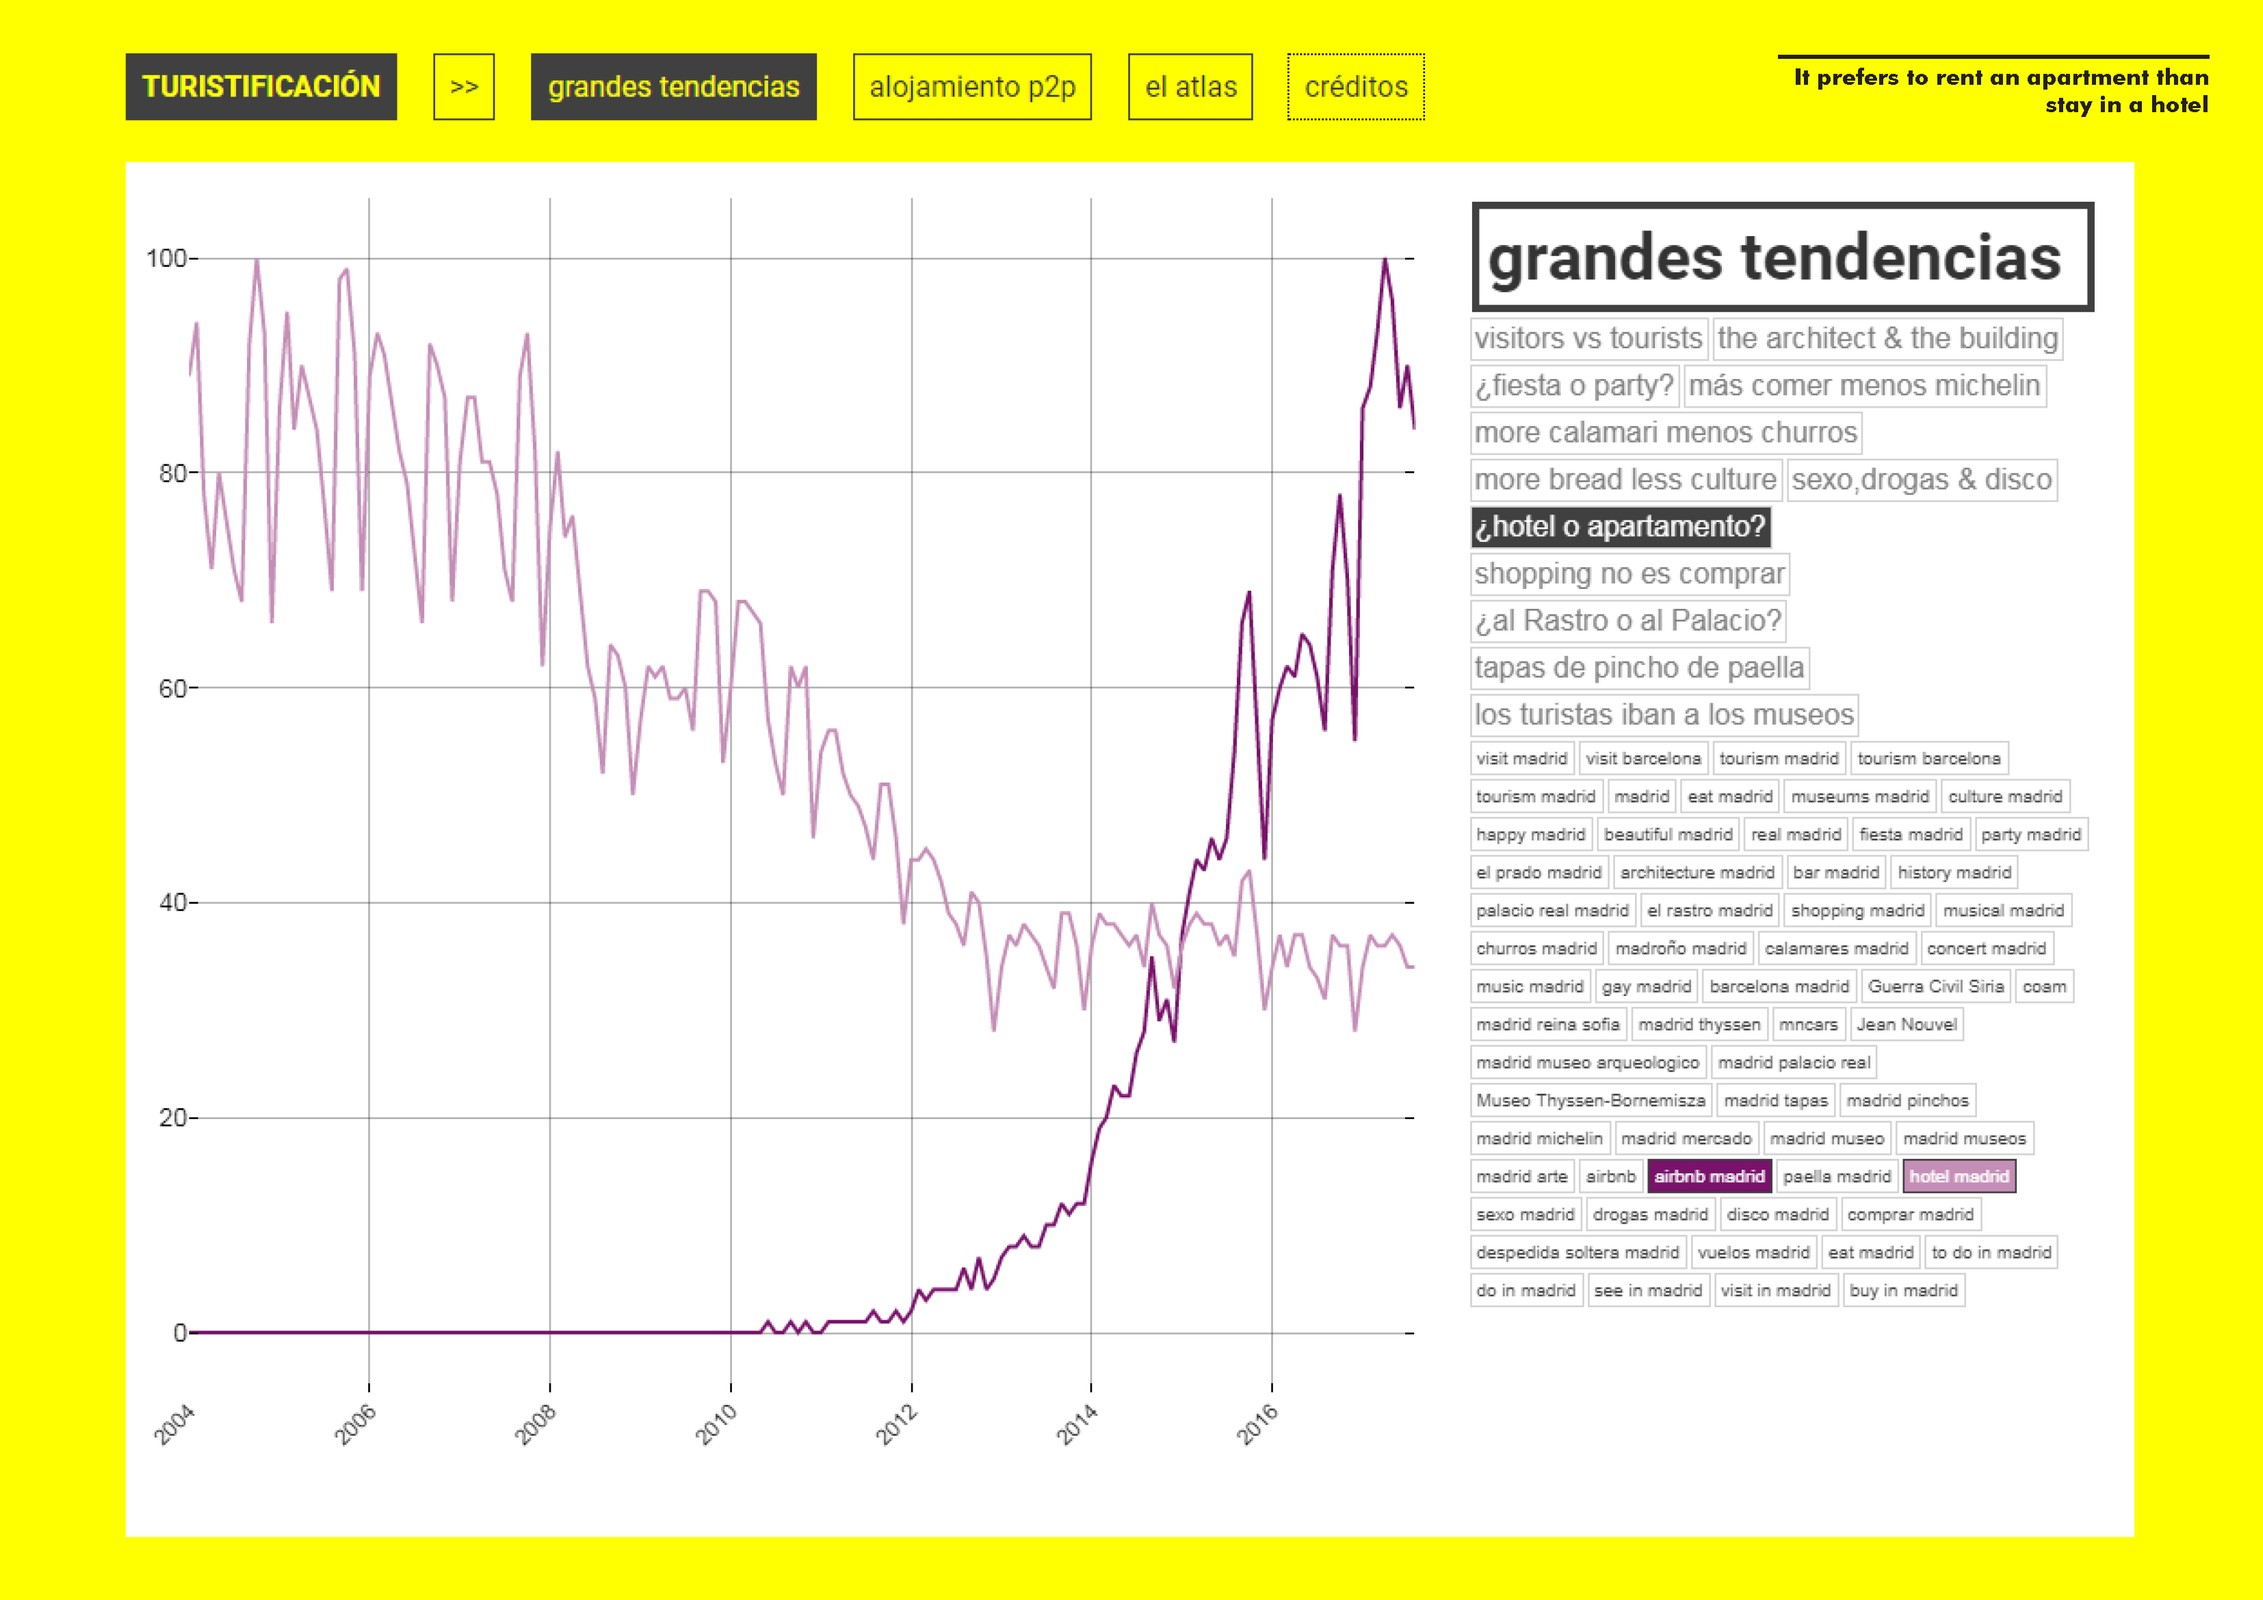 TURISTIFICACIÓN >> grandes tendencias alojamiento p2p el atlas créditos
It prefers to rent an apartment than
stay in a hotel
100
80
60
40
20
0
2004 2006 2008 2010 2012 2014 2016
grandes tendencias
visitors vs tourists the architect & the building
¿fiesta o party? más comer menos michelin
more calamari menos churros
more bread less culture sexo,drogas & disco
¿hotel o apartamento?
shopping no es comprar
¿al Rastro o al Palacio?
tapas de pincho de paella
los turistas iban a los museos
visit madrid visit barcelona tourism madrid tourism barcelona
tourism madrid madrid eat madrid museums madrid culture madrid
happy madrid beautiful madrid real madrid fiesta madrid party madrid
el prado madrid architecture madrid bar madrid history madrid
palacio real madrid el rastro madrid shopping madrid musical madrid
churros madrid madroño madrid calamares madrid concert madrid
music madrid gay madrid barcelona madrid Guerra Civil Siria coam
madrid reina sofia madrid thyssen mncars Jean Nouvel
madrid museo arqueologico madrid palacio real
Museo Thyssen-Bornemisza madrid tapas madrid pinchos
madrid michelin madrid mercado madrid museo madrid museos
madrid arte airbnb airbnb madrid paella madrid hotel madrid
sexo madrid drogas madrid disco madrid comprar madrid
despedida soltera madrid vuelos madrid eat madrid to do in madrid
do in madrid see in madrid visit in madrid buy in madrid